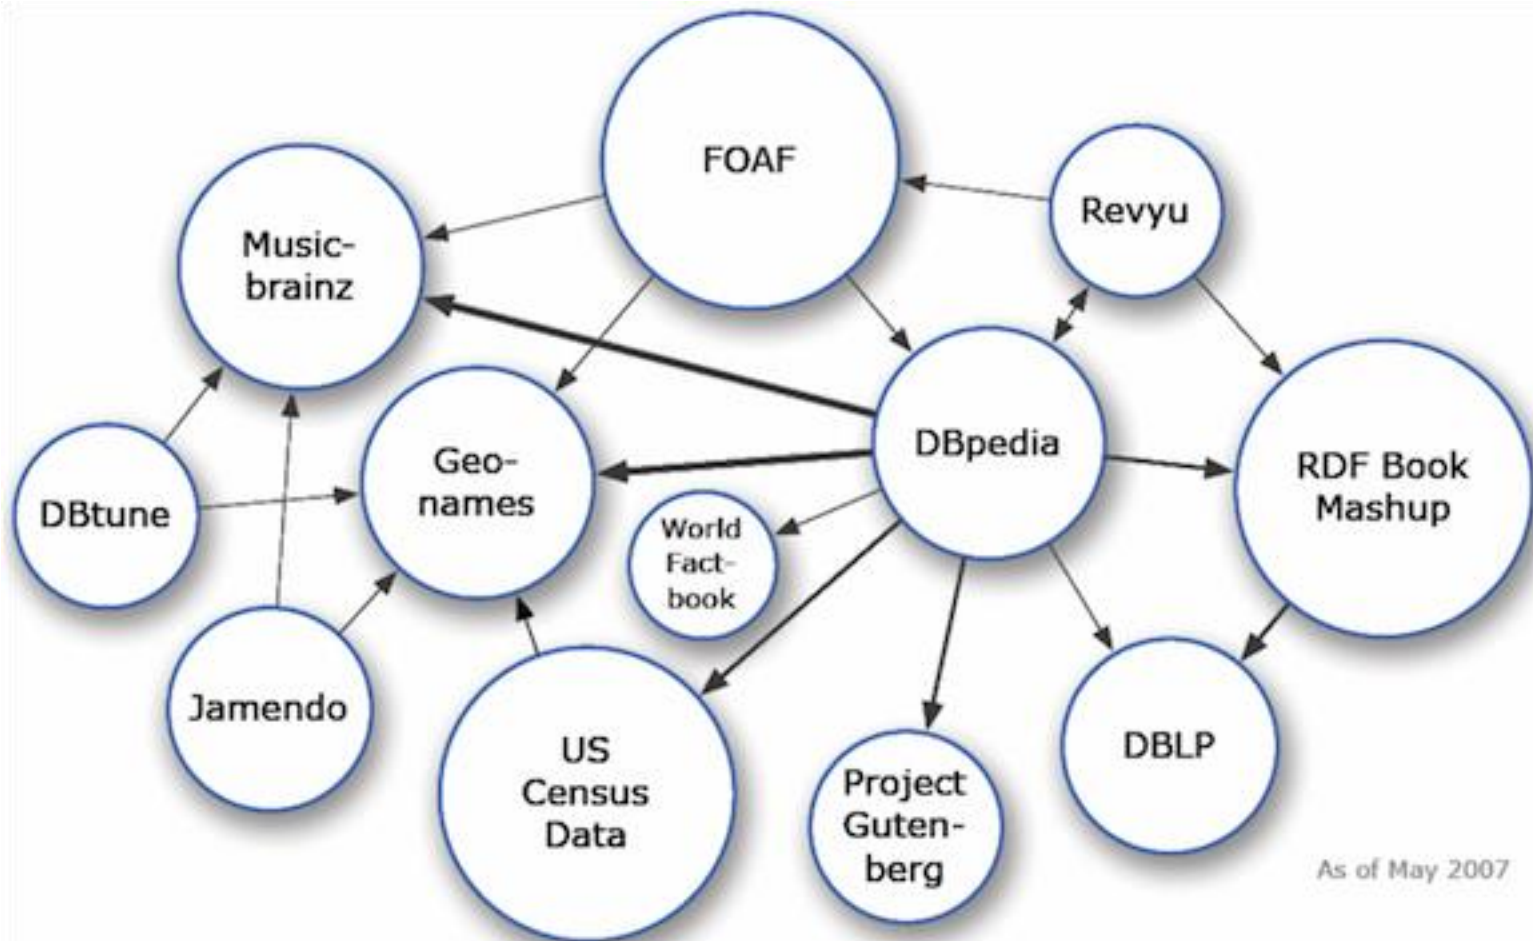 FOAF
Revyu
Music-
brainz
DBpedia
Geo-
names
RDF Book
Mashup
DBtune
World
Fact-
book
Jamendo
US
Census
Data
Project
Guten-
berg
DBLP
As of May 2007